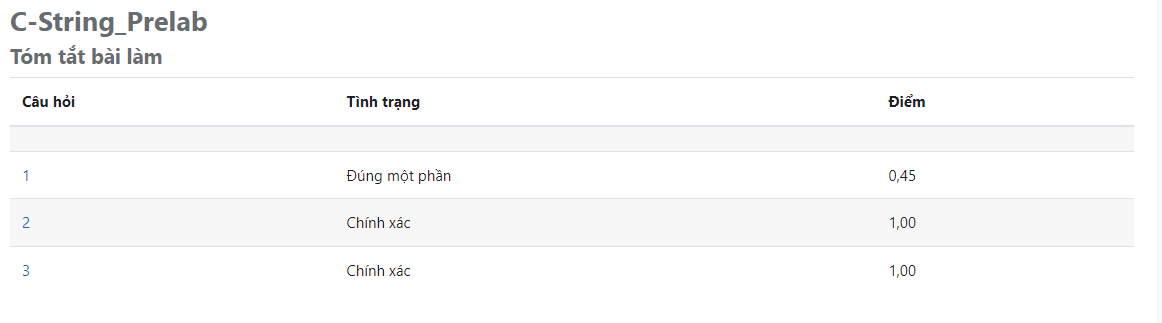 C-String_Prelab
Tóm tắt bài làm
Câu hỏi Tình trạng Điểm
1 Đúng một phần 0,45
2 Chính xác 1,00
3 Chính xác 1,00